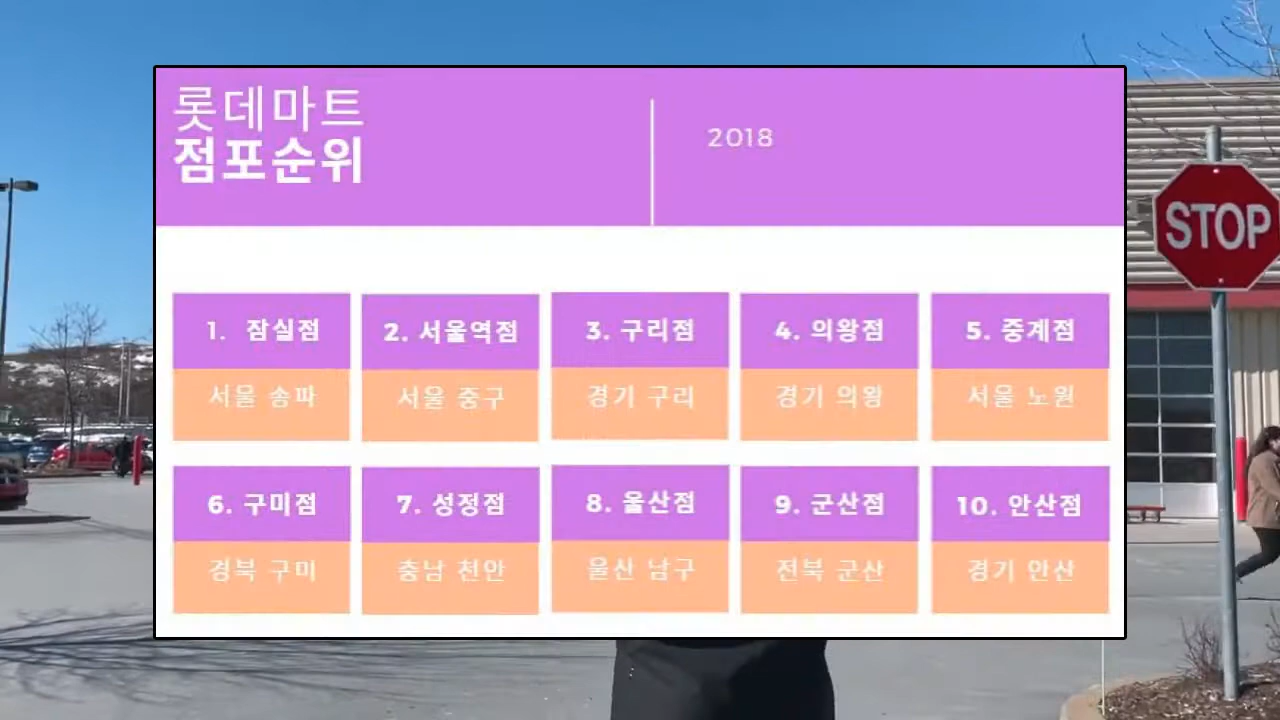 롯데마트
점포순위
2018
1. 잠실점
서울 송파
2. 서울역점
서울 중구
3. 구리점
경기 구리
4. 의왕점
경기 의왕
5. 중계점
서울 노원
6. 구미점
경북 구미
7. 성정점
충남 천안
8. 울산점
울산 남구
9. 군산점
전북 군산
10. 안산점
경기 안산
STOP